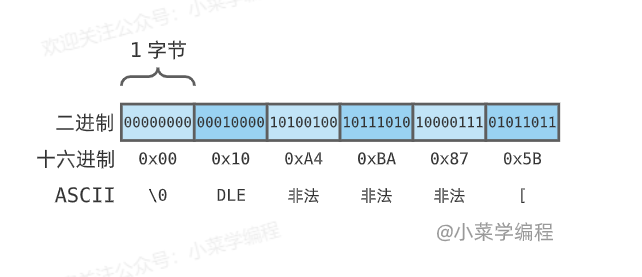 欢迎关注公众号：小菜学编程
1 字节
二进制 00000000 00010000 10100100 10111010 10000111 01011011
十六进制 0x00 0x10 0xA4 0xBA 0x87 0x5B
ASCII \0 DLE 非法 非法 非法 [
@小菜学编程
欢迎关注公众号：小菜学编程